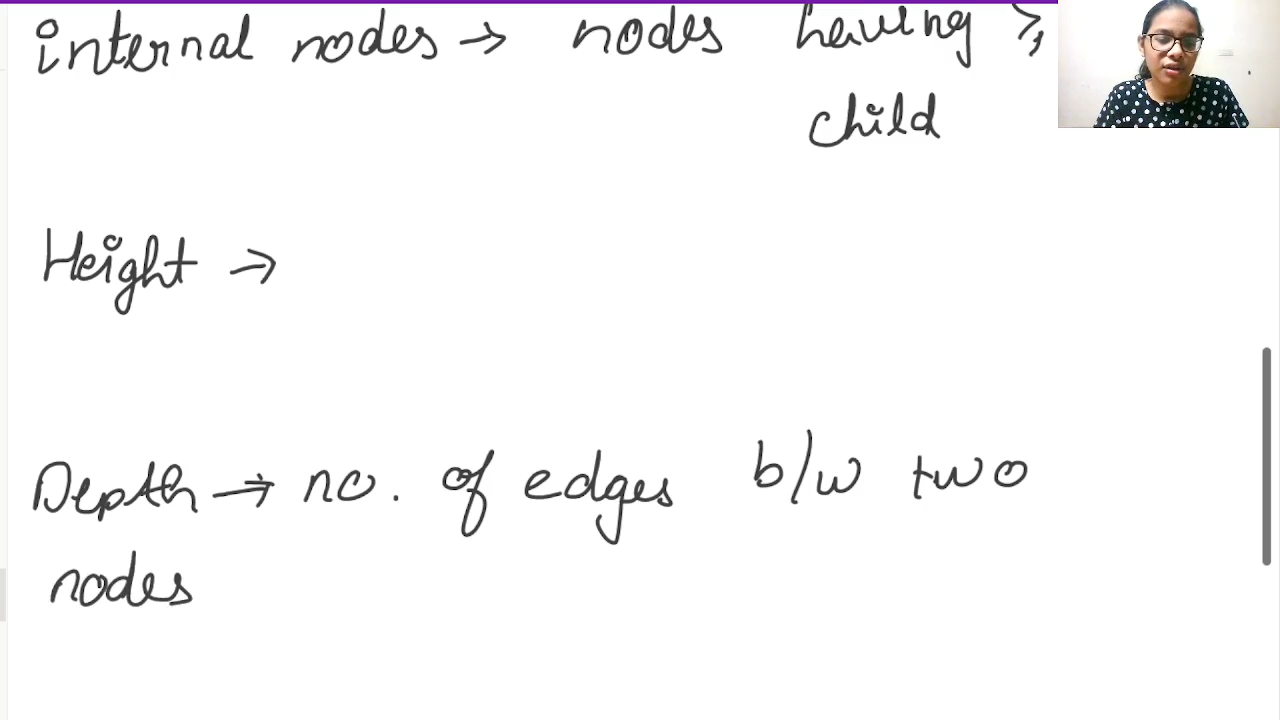 internal nodes → nodes having >,
child
Height →
Depth → no. of edges b/w two
nodes